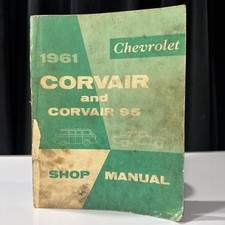 Chevrolet
1961
CORVAIR
and
CORVAIR 95
SHOP MANUAL